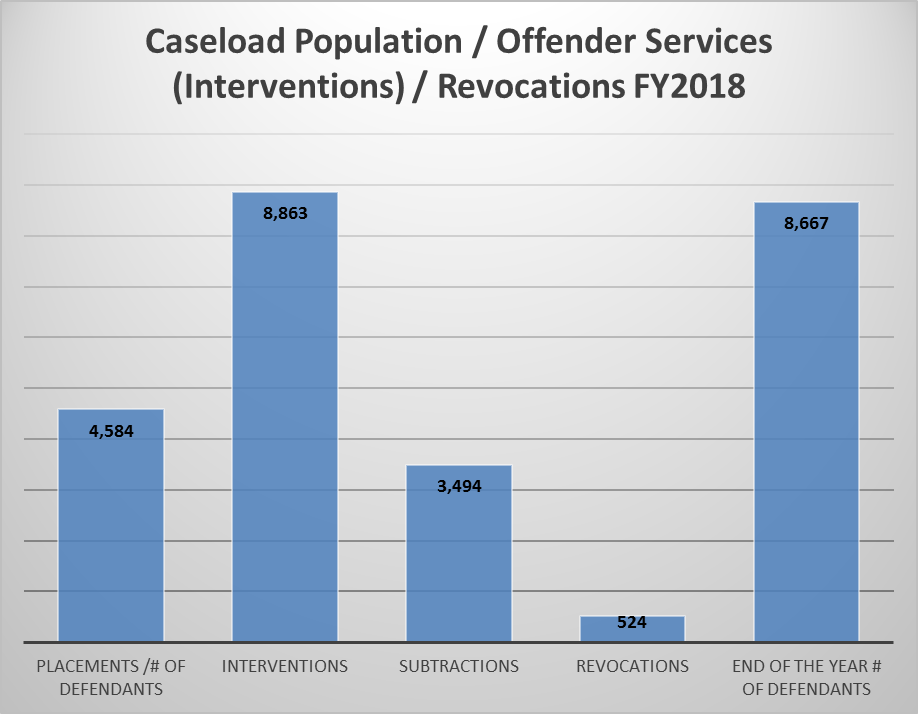 Caseload Population / Offender Services
(Interventions) / Revocations FY2018
8,863
8,667
4,584
3,494
524
PLACEMENTS /# OF
DEFENDANTS
INTERVENTIONS
SUBTRACTIONS
REVOCATIONS
END OF THE YEAR #
OF DEFENDANTS